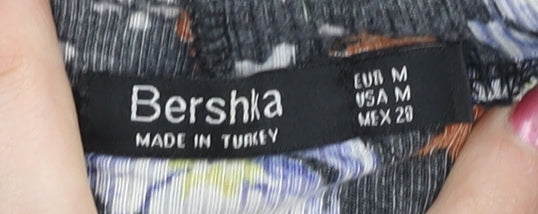 Bershka
MADE IN TURKEY
EUR M
USA M
MEX 28